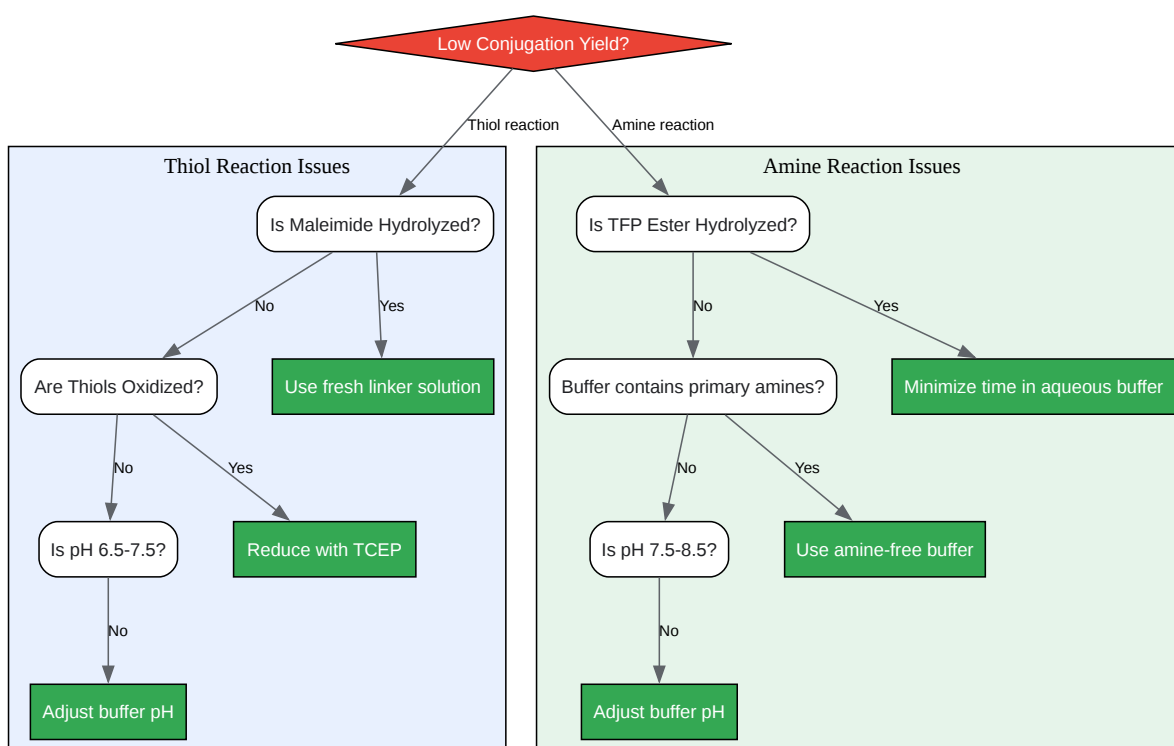 Low Conjugation Yield?
Thiol reaction
Amine reaction
Thiol Reaction Issues
Amine Reaction Issues
Is Maleimide Hydrolyzed?
Is TFP Ester Hydrolyzed?
No
Yes
No
Yes
Are Thiols Oxidized?
Use fresh linker solution
Buffer contains primary amines?
Minimize time in aqueous buffer
No
Yes
No
Yes
Is pH 6.5-7.5?
Reduce with TCEP
Is pH 7.5-8.5?
Use amine-free buffer
No
No
Adjust buffer pH
Adjust buffer pH